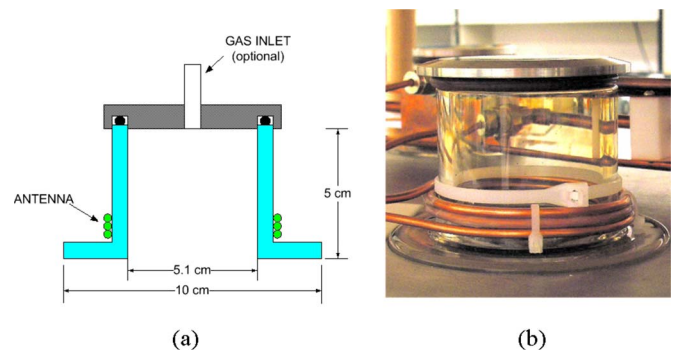 GAS INLET
(optional)
ANTENNA
5 cm
5.1 cm
10 cm
(a)
(b)